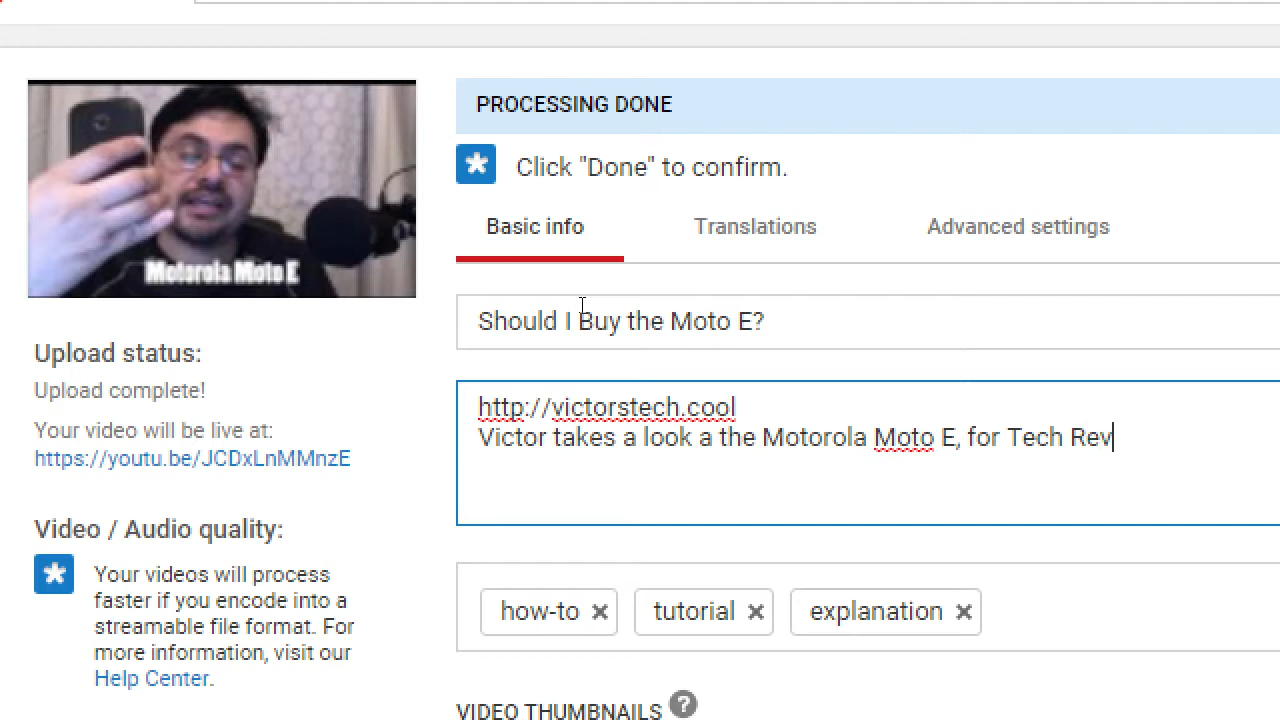 PROCESSING DONE
Click "Done" to confirm.
Basic info
Translations
Advanced settings
Motorola Moto E
Should I Buy the Moto E?
Upload status:
Upload complete!
Your video will be live at:
https://youtu.be/JCDxLnMMnzE
http://victorstech.cool
Victor takes a look a the Motorola Moto E, for Tech Rev
Video / Audio quality:
Your videos will process
faster if you encode into a
streamable file format. For
more information, visit our
Help Center.
how-to
tutorial
explanation
VIDEO THUMBNAILS